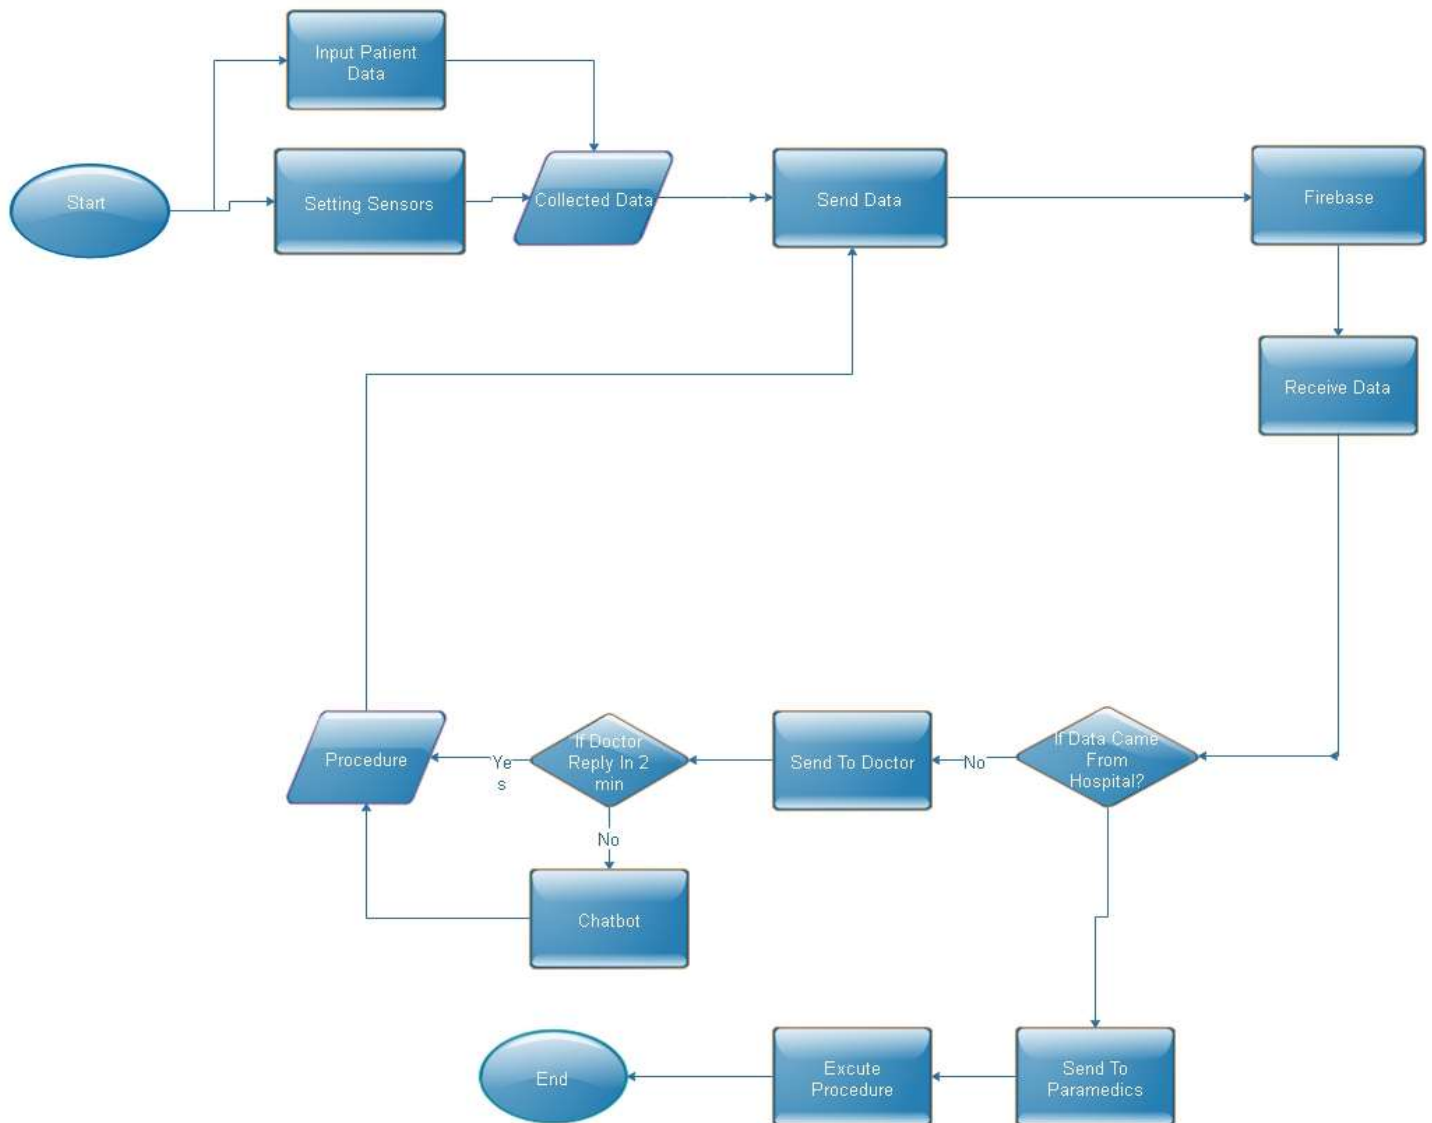 Input Patient
Data
Start
Setting Sensors
Collected Data
Send Data
Firebase
Receive Data
Procedure
Ye
s
If Doctor
Reply In 2
min
Send To Doctor
No
If Data Came
From
Hospital?
No
Chatbot
End
Excute
Procedure
Send To
Paramedics